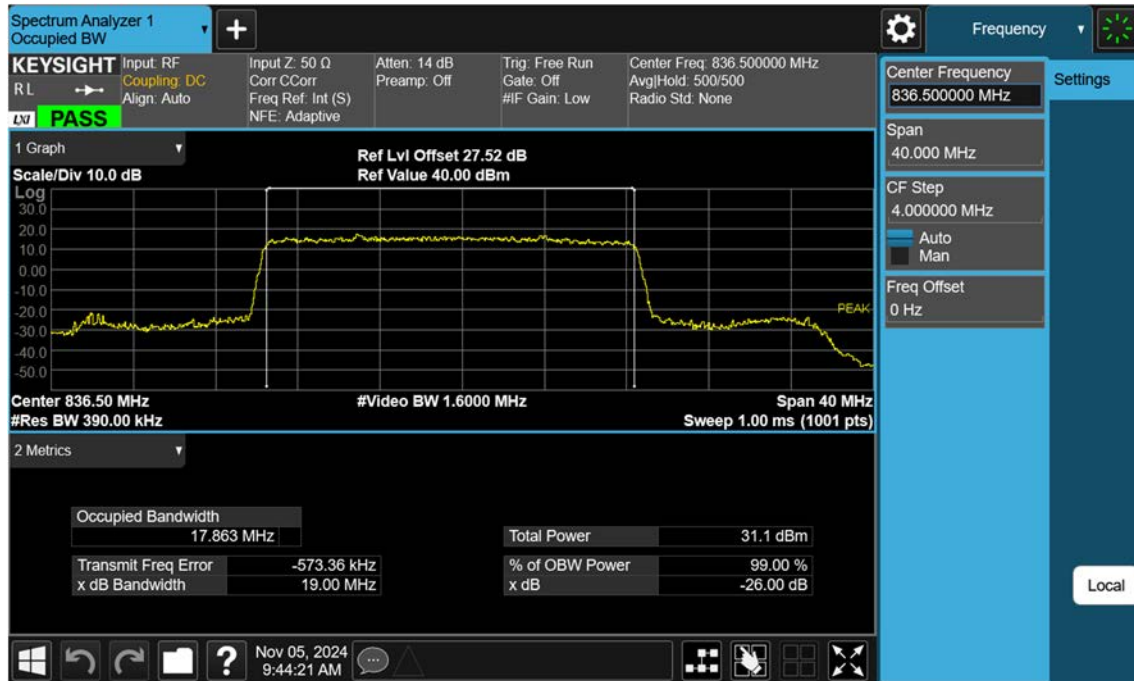 Spectrum Analyzer 1
Occupied BW
Frequency
KEYSIGHT
Input: RF
Coupling: DC
Align: Auto
Input Z: 50 Ω
Corr CCorr
Freq Ref: Int (S)
NFE: Adaptive
Atten: 14 dB
Preamp: Off
Trig: Free Run
Gate: Off
#IF Gain: Low
Center Freq: 836.500000 MHz
Avg|Hold: 500/500
Radio Std: None
R L
LXI
PASS
Center Frequency
836.500000 MHz
Settings
Span
40.000 MHz
CF Step
4.000000 MHz
Auto
Man
Freq Offset
0 Hz
Local
1 Graph
Scale/Div 10.0 dB
Ref Lvl Offset 27.52 dB
Ref Value 40.00 dBm
Log
30.0
20.0
10.0
0.00
-10.0
-20.0
-30.0
-40.0
-50.0
PEAK
Center 836.50 MHz
#Video BW 1.6000 MHz
Span 40 MHz
#Res BW 390.00 kHz
Sweep 1.00 ms (1001 pts)
2 Metrics
Occupied Bandwidth
17.863 MHz
Total Power 31.1 dBm
Transmit Freq Error -573.36 kHz
% of OBW Power 99.00 %
x dB Bandwidth 19.00 MHz
x dB -26.00 dB
?
Nov 05, 2024
9:44:21 AM